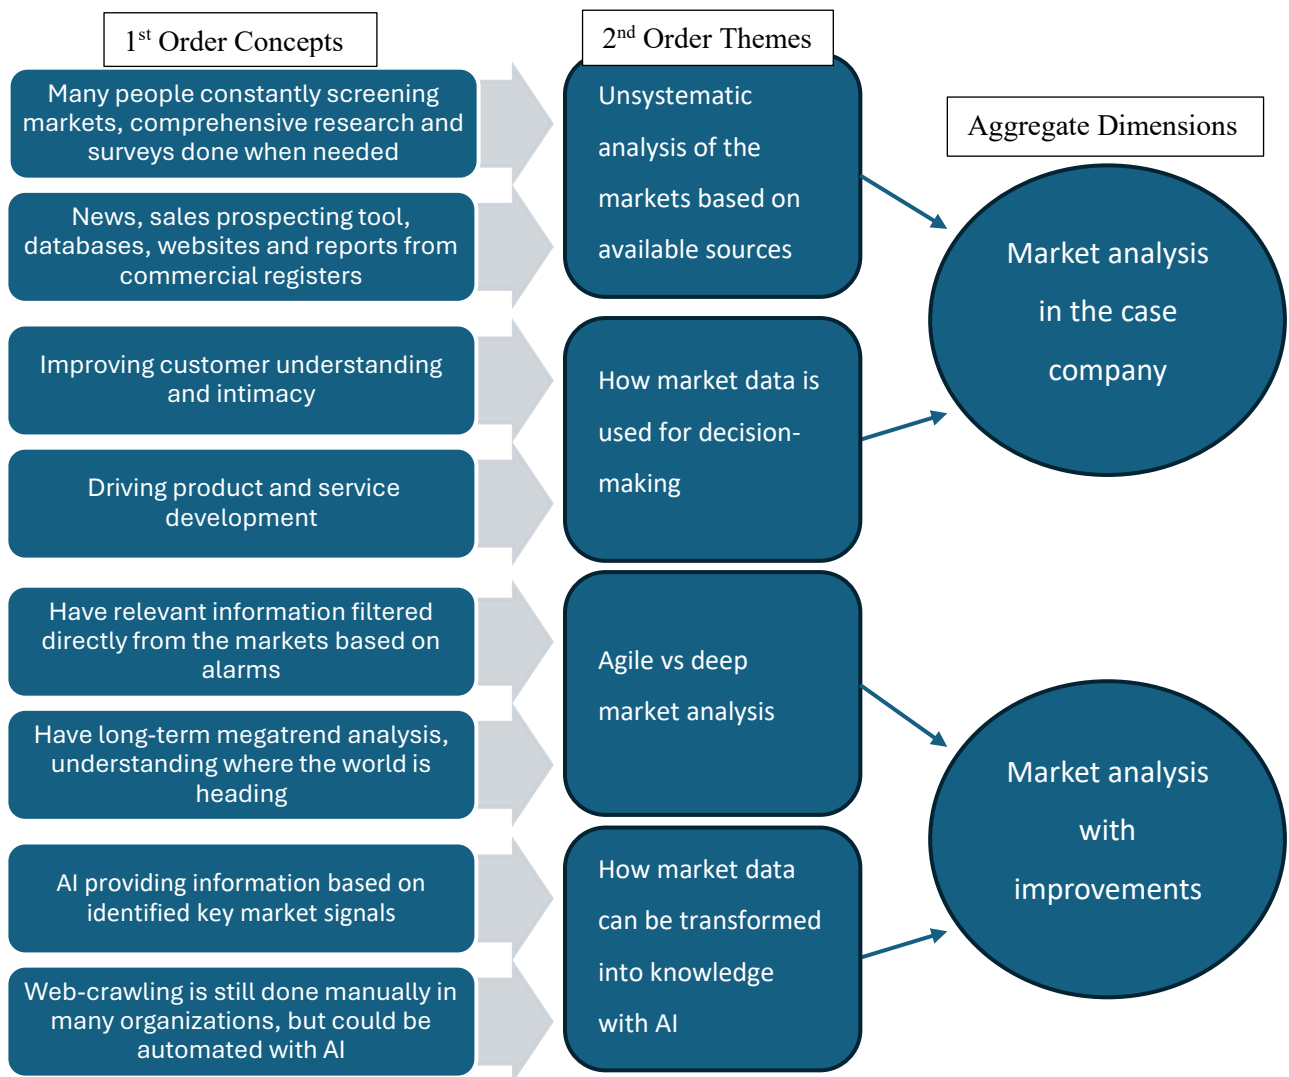 1st Order Concepts
Many people constantly screening
markets, comprehensive research and
surveys done when needed
News, sales prospecting tool,
databases, websites and reports from
commercial registers
Improving customer understanding
and intimacy
Driving product and service
development
Have relevant information filtered
directly from the markets based on
alarms
Have long-term megatrend analysis,
understanding where the world is
heading
AI providing information based on
identified key market signals
Web-crawling is still done manually in
many organizations, but could be
automated with AI
2nd Order Themes
Unsystematic
analysis of the
markets based on
available sources
How market data is
used for decision-
making
Agile vs deep
market analysis
How market data
can be transformed
into knowledge
with AI
Aggregate Dimensions
Market analysis
in the case
company
Market analysis
with
improvements